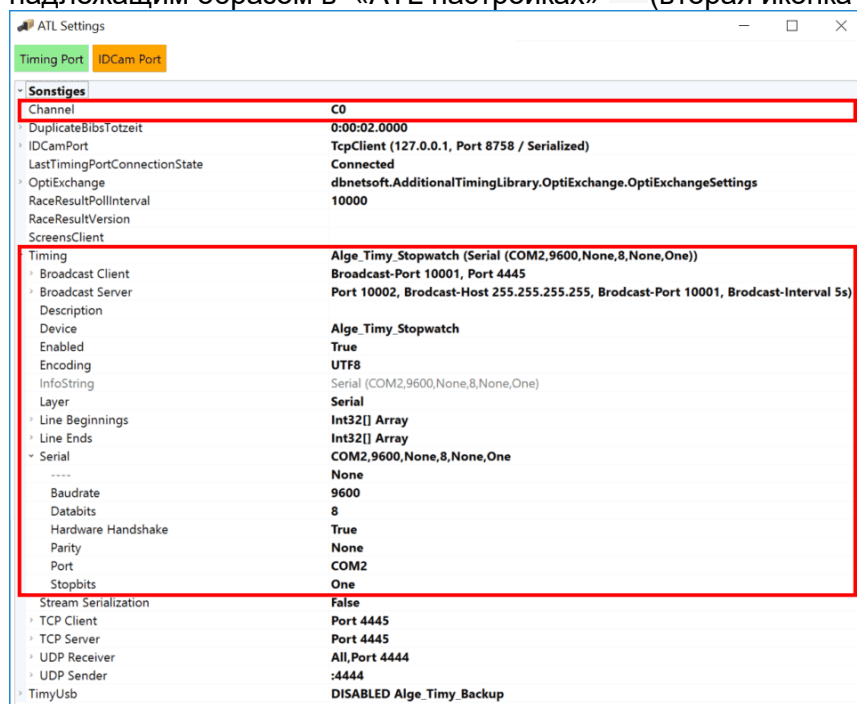 надлежащим образом в «ATL настройках» (вторая иконка
ATL Settings
Timing Port IDCam Port
Sonstiges
Channel C0
DuplicateBibsTotzeit 0:00:02.0000
IDCamPort TcpClient (127.0.0.1, Port 8758 / Serialized)
LastTimingPortConnectionState Connected
OptiExchange dbnetsoft.AdditionalTimingLibrary.OptiExchange.OptiExchangeSettings
RaceResultPollInterval 10000
RaceResultVersion
ScreensClient
Timing Alge_Timy_Stopwatch (Serial (COM2,9600,None,8,None,One))
Broadcast Client Broadcast-Port 10001, Port 4445
Broadcast Server Port 10002, Brodcast-Host 255.255.255.255, Brodcast-Port 10001, Brodcast-Interval 5s)
Description
Device Alge_Timy_Stopwatch
Enabled True
Encoding UTF8
InfoString Serial (COM2,9600,None,8,None,One)
Layer Serial
Line Beginnings Int32[] Array
Line Ends Int32[] Array
Serial COM2,9600,None,8,None,One
---- None
Baudrate 9600
Databits 8
Hardware Handshake True
Parity None
Port COM2
Stopbits One
Stream Serialization False
TCP Client Port 4445
TCP Server Port 4445
UDP Receiver All,Port 4444
UDP Sender :4444
TimyUsb DISABLED Alge_Timy_Backup